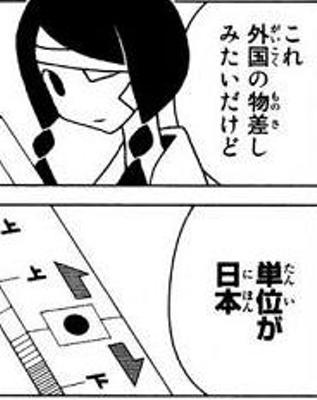 これ
外国の物差し
みたいだけど
単位が
日本
上
上
下